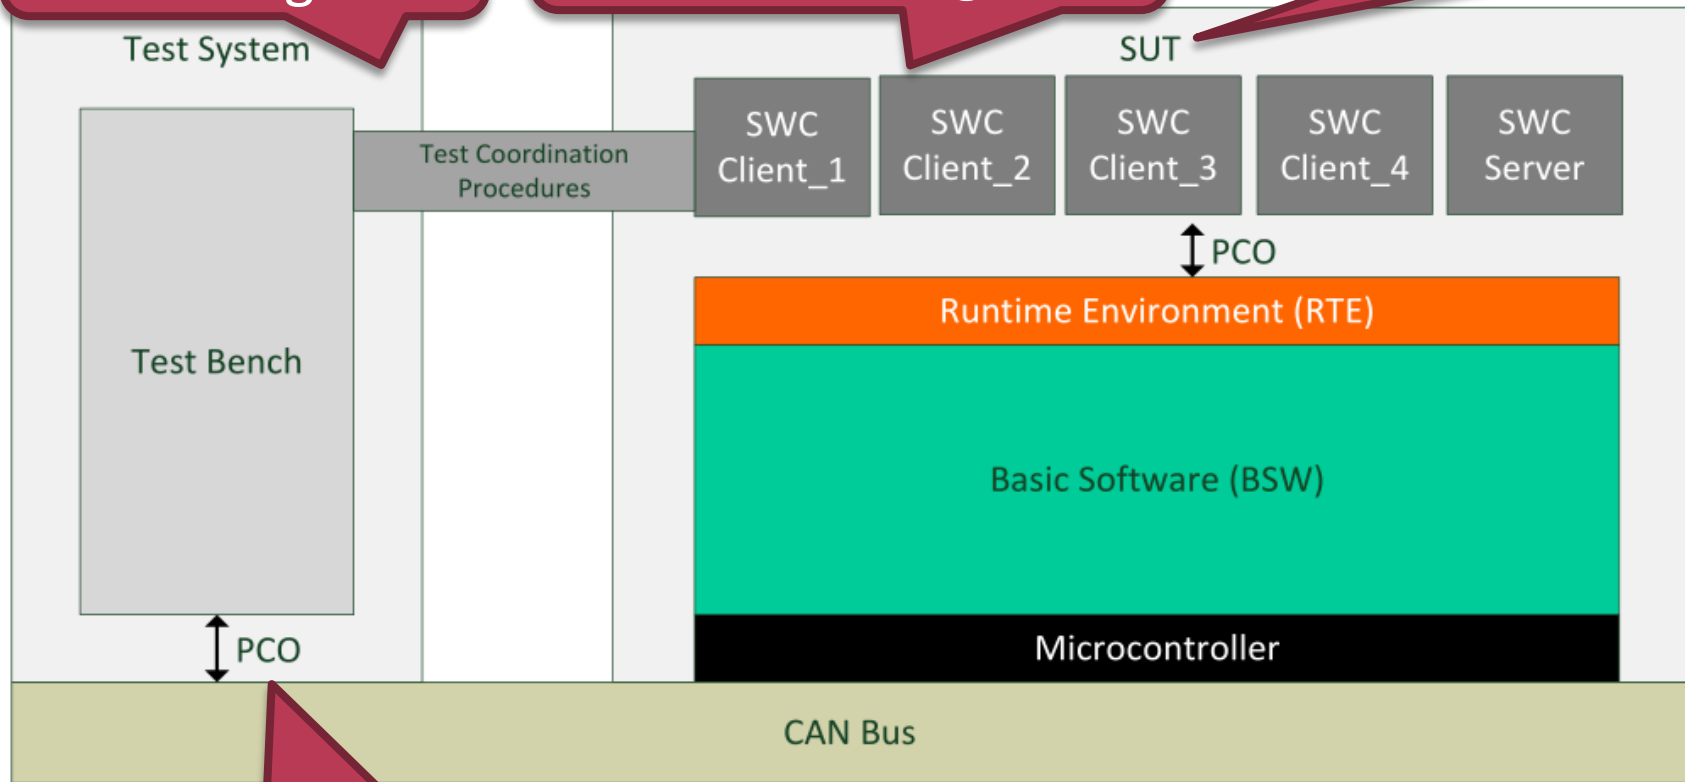 Test System
SUT
SWC
Client_1
SWC
Client_2
SWC
Client_3
SWC
Client_4
SWC
Server
Test Coordination
Procedures
PCO
Runtime Environment (RTE)
Test Bench
Basic Software (BSW)
PCO
Microcontroller
CAN Bus